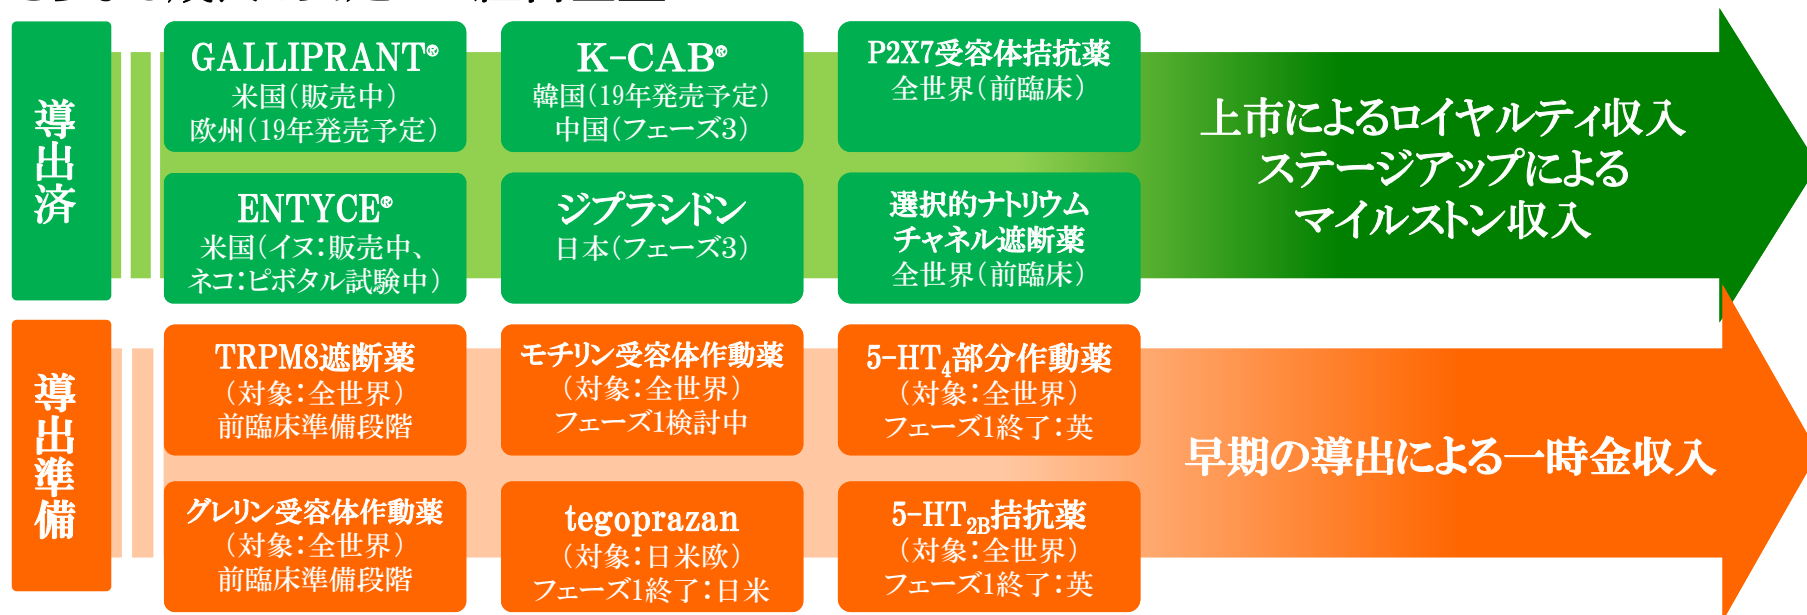 導出済
GALLIPRANT®
米国(販売中)
欧州(19年発売予定)
K-CAB®
韓国(19年発売予定)
中国(フェーズ3)
P2X7受容体拮抗薬
全世界(前臨床)
ENTYCE®
米国(イヌ:販売中、
ネコ:ピボタル試験中)
ジプラシドン
日本(フェーズ3)
選択的ナトリウム
チャネル遮断薬
全世界(前臨床)
上市によるロイヤルティ収入
ステージアップによる
マイルストン収入
導出準備
TRPM8遮断薬
(対象:全世界)
前臨床準備段階
モチリン受容体作動薬
(対象:全世界)
フェーズ1検討中
5-HT4部分作動薬
(対象:全世界)
フェーズ1終了:英
グレリン受容体作動薬
(対象:全世界)
前臨床準備段階
tegoprazan
(対象:日米欧)
フェーズ1終了:日米
5-HT2B拮抗薬
(対象:全世界)
フェーズ1終了:英
早期の導出による一時金収入